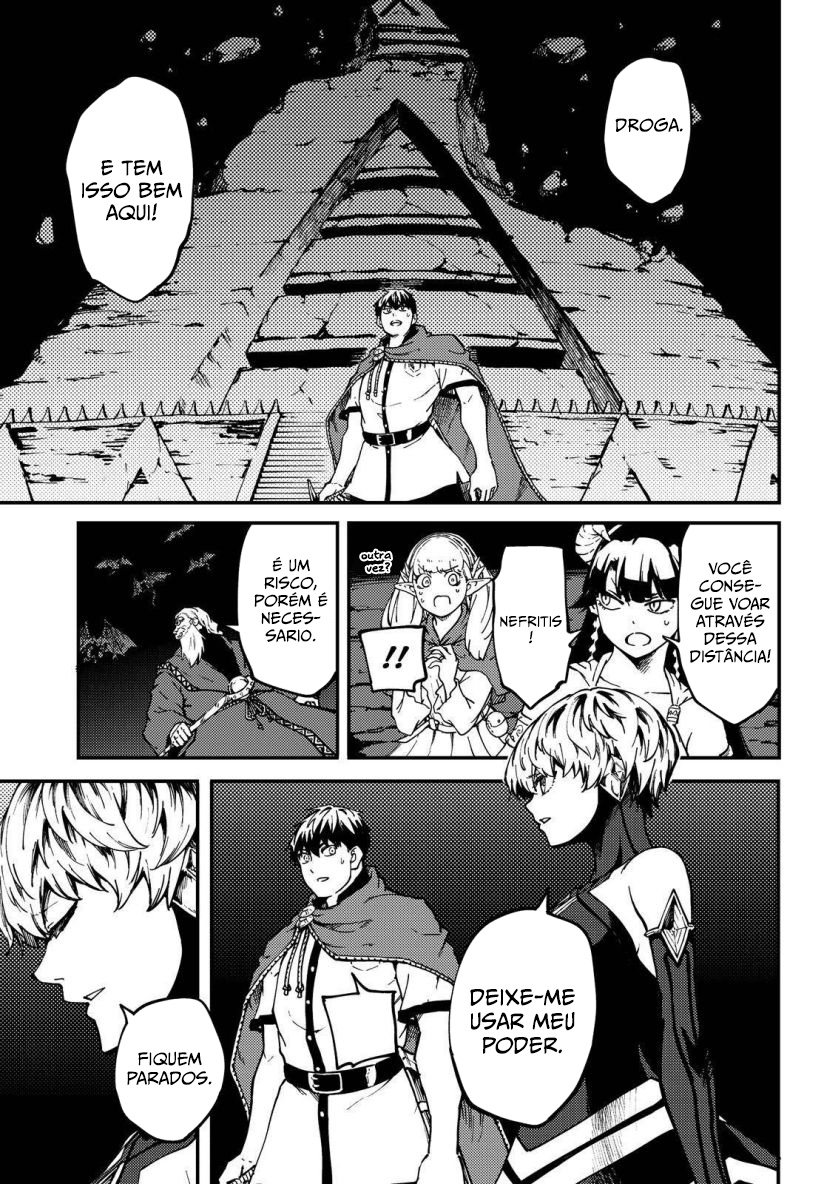 DROGA.
E TEM
ISSO BEM
AQUI!
VOCÊ
CONSE-
GUE VOAR
ATRAVÉS
DESSA
DISTÂNCIA!
NEFRITIS
!
outra
vez?
!!
É UM
RISCO,
PORÉM É
NECES-
SARIO.
DEIXE-ME
USAR MEU
PODER.
FIQUEM
PARADOS.